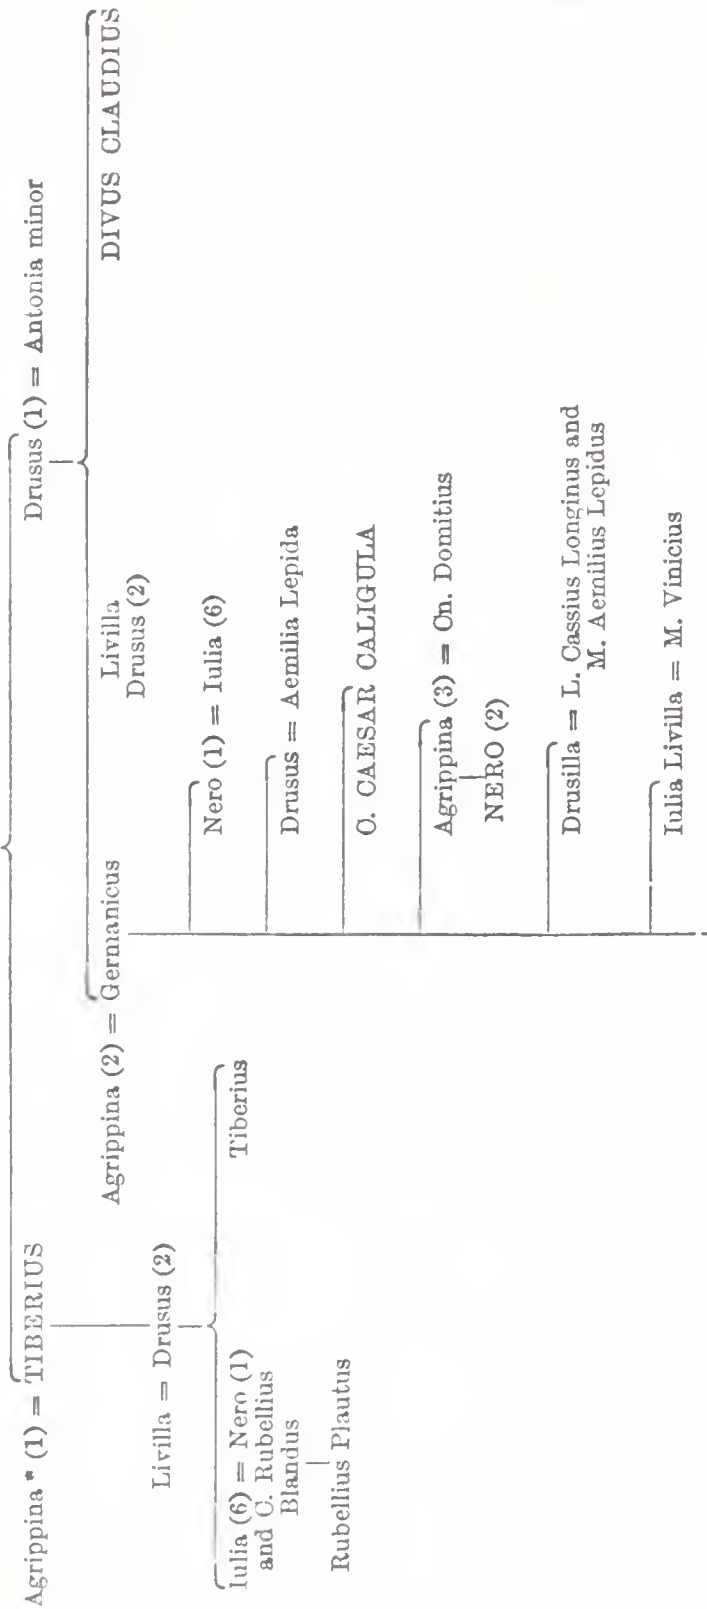 Agrippina * (1) = TIBERIUS
Drusus (1) = Antonia minor
Livilla = Drusus (2)
Agrippina (2) = Germanicus
Livilla
Drusus (2)
DIVUS CLAUDIUS
Iulia (6) = Nero (1)
and C. Rubellius
Blandus
Tiberius
Rubellius Plautus
Nero (1) = Iulia (6)
Drusus = Aemilia Lepida
C. CAESAR CALIGULA
Agrippina (3) = Cn. Domitius
NERO (2)
Drusilla = L. Cassius Longinus and
M. Aemilius Lepidus
Iulia Livilla = M. Vinicius